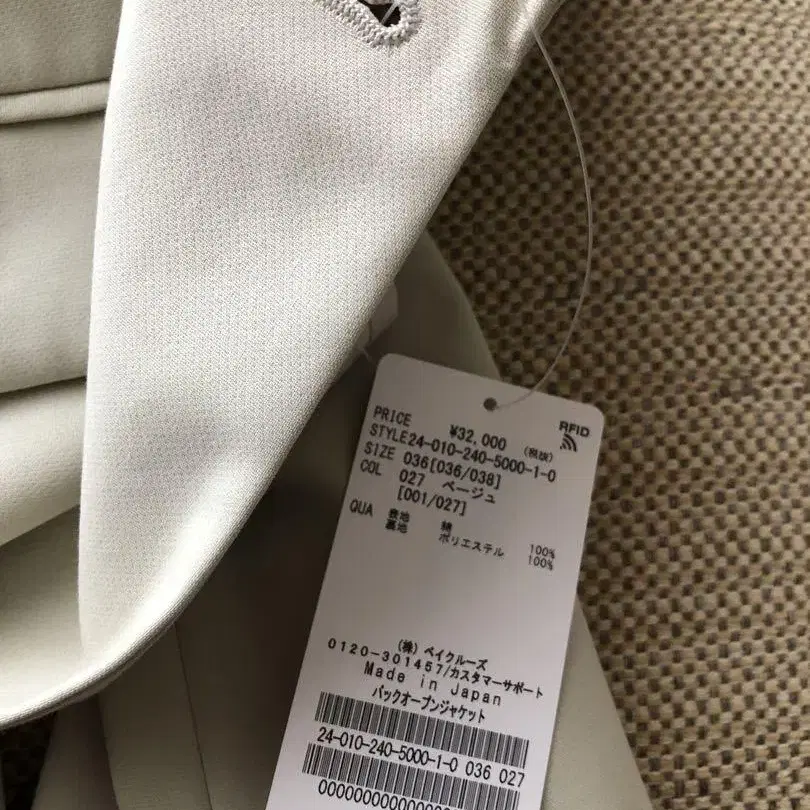 PRICE ¥32,000 (税抜)
RFID
STYLE24-010-240-5000-1-0
SIZE 036[036/038]
COL 027 ベージュ
[001/027]
QUA 表地 綿 100%
裏地 ポリエステル 100%
(株) ベイクルーズ
0120-301457/カスタマーサポート
Made in Japan
バックオープンジャケット
24-010-240-5000-1-0 036 027